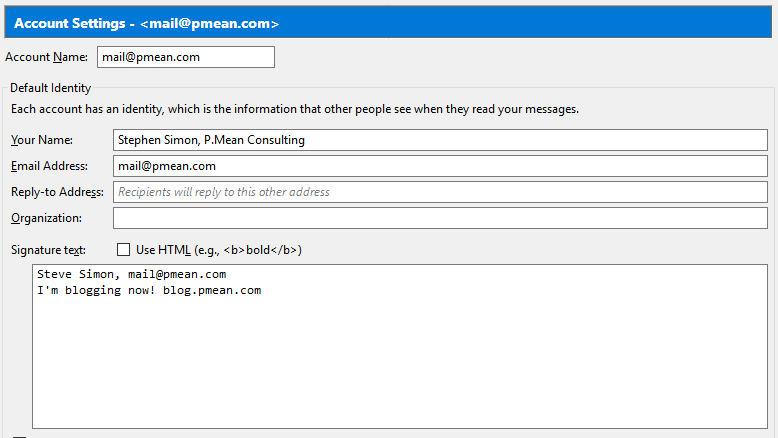 Account Settings - <mail@pmean.com>
Account Name: mail@pmean.com
Default Identity
Each account has an identity, which is the information that other people see when they read your messages.
Your Name: Stephen Simon, P.Mean Consulting
Email Address: mail@pmean.com
Reply-to Address: Recipients will reply to this other address
Organization:
Signature text: Use HTML (e.g., <b>bold</b>)
Steve Simon, mail@pmean.com
I'm blogging now! blog.pmean.com